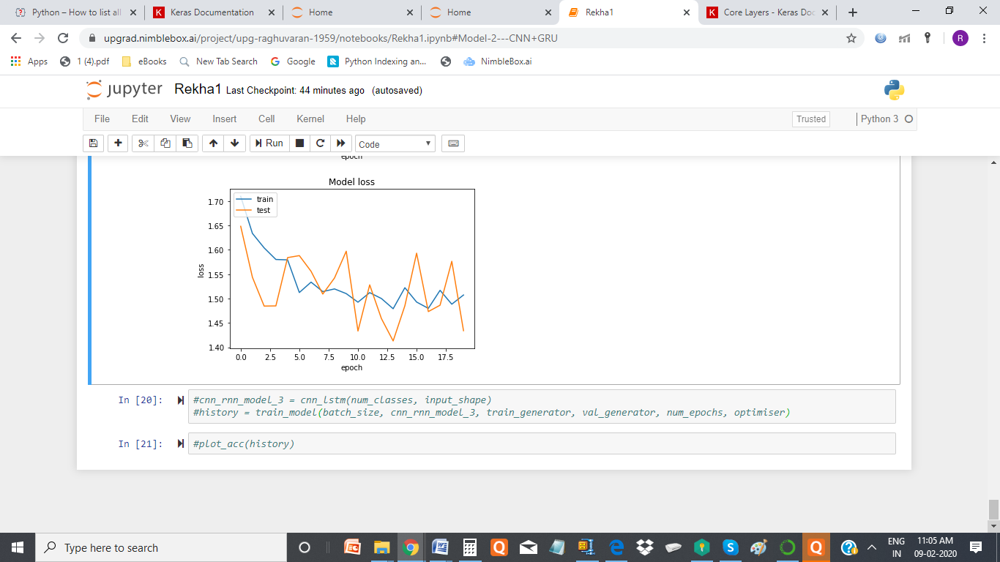 Python – How to list all
Keras Documentation
Home
Home
Rekha1
Core Layers - Keras Doc
upgrad.nimblebox.ai/project/upg-raghuvaran-1959/notebooks/Rekha1.ipynb#Model-2---CNN+GRU
R
Apps
1 (4).pdf
eBooks
New Tab Search
Google
Python Indexing an...
NimbleBox.ai
jupyter Rekha1 Last Checkpoint: 44 minutes ago (autosaved)
File Edit View Insert Cell Kernel Help
Trusted
Python 3
Run
Code
epoch
Model loss
train
test
1.70
1.65
1.60
1.55
1.50
1.45
1.40
loss
0.0 2.5 5.0 7.5 10.0 12.5 15.0 17.5
epoch
In [20]:
#cnn_rnn_model_3 = cnn_lstm(num_classes, input_shape)
#history = train_model(batch_size, cnn_rnn_model_3, train_generator, val_generator, num_epochs, optimiser)
In [21]:
#plot_acc(history)
Type here to search
ENG
IN
11:05 AM
09-02-2020